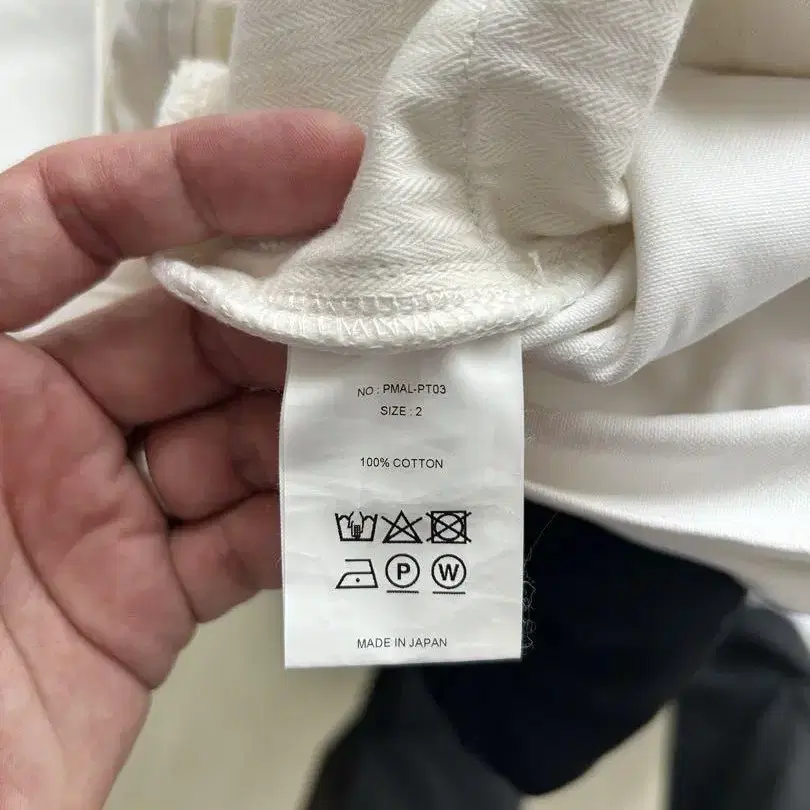 NO : PMAL-PT03
SIZE : 2
100% COTTON
P W
MADE IN JAPAN